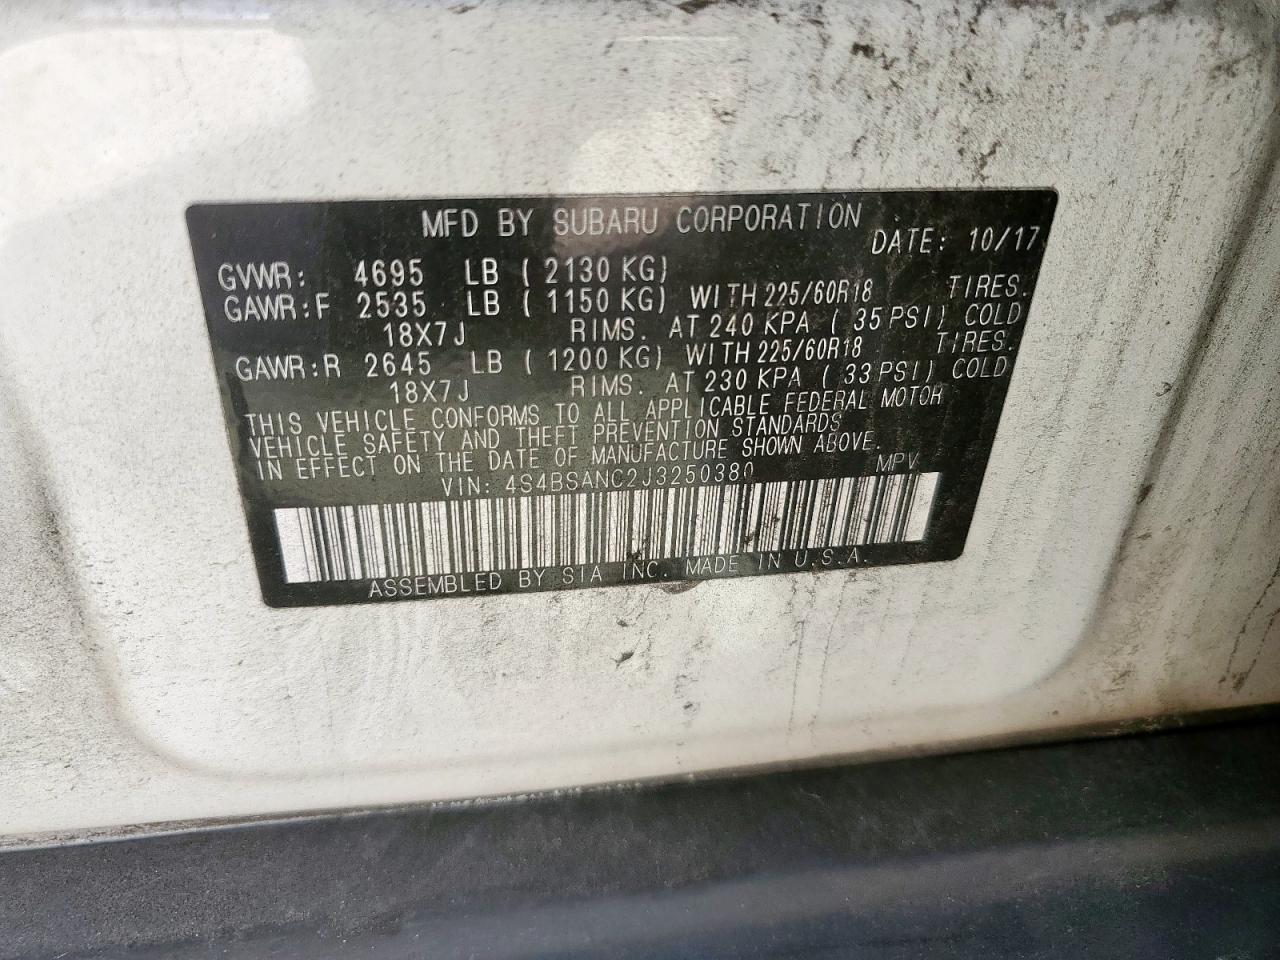 MFD BY SUBARU CORPORATION
DATE: 10/17
GVWR: 4695 LB ( 2130 KG)
GAWR:F 2535 LB ( 1150 KG) WITH 225/60R18 TIRES.
18X7J RIMS. AT 240 KPA ( 35 PSI) COLD
GAWR:R 2645 LB ( 1200 KG) WITH 225/60R18 TIRES.
18X7J RIMS. AT 230 KPA ( 33 PSI) COLD
THIS VEHICLE CONFORMS TO ALL APPLICABLE FEDERAL MOTOR
VEHICLE SAFETY AND THEFT PREVENTION STANDARDS
IN EFFECT ON THE DATE OF MANUFACTURE SHOWN ABOVE.
VIN: 4S4BSANC2J3250380 MPV
ASSEMBLED BY SIA INC. MADE IN U.S.A.